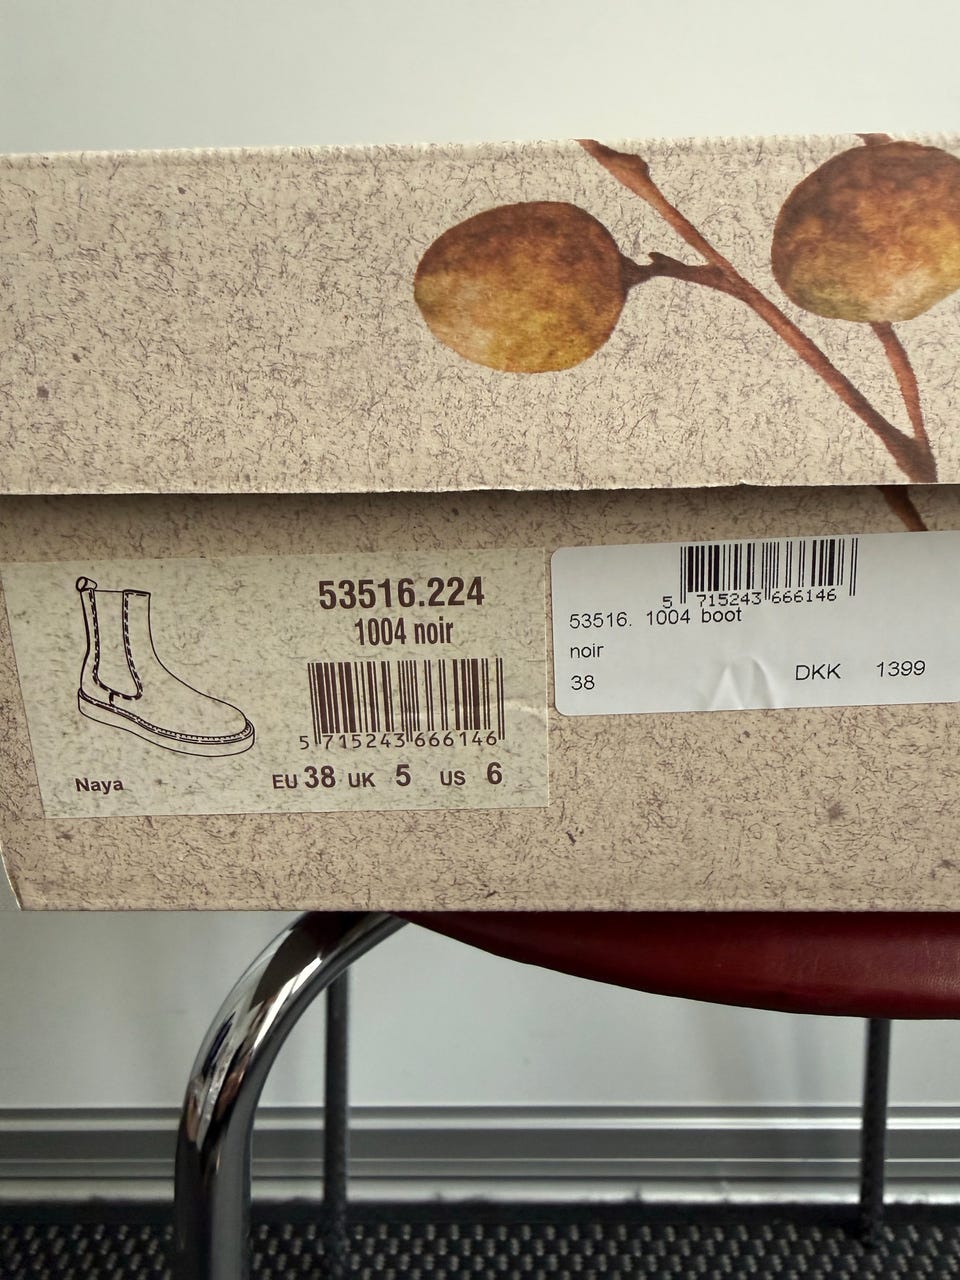 53516.224
1004 noir
5 715243 666146
Naya
EU 38 UK 5 US 6
5 715243 666146
53516. 1004 boot
noir
38 DKK 1399